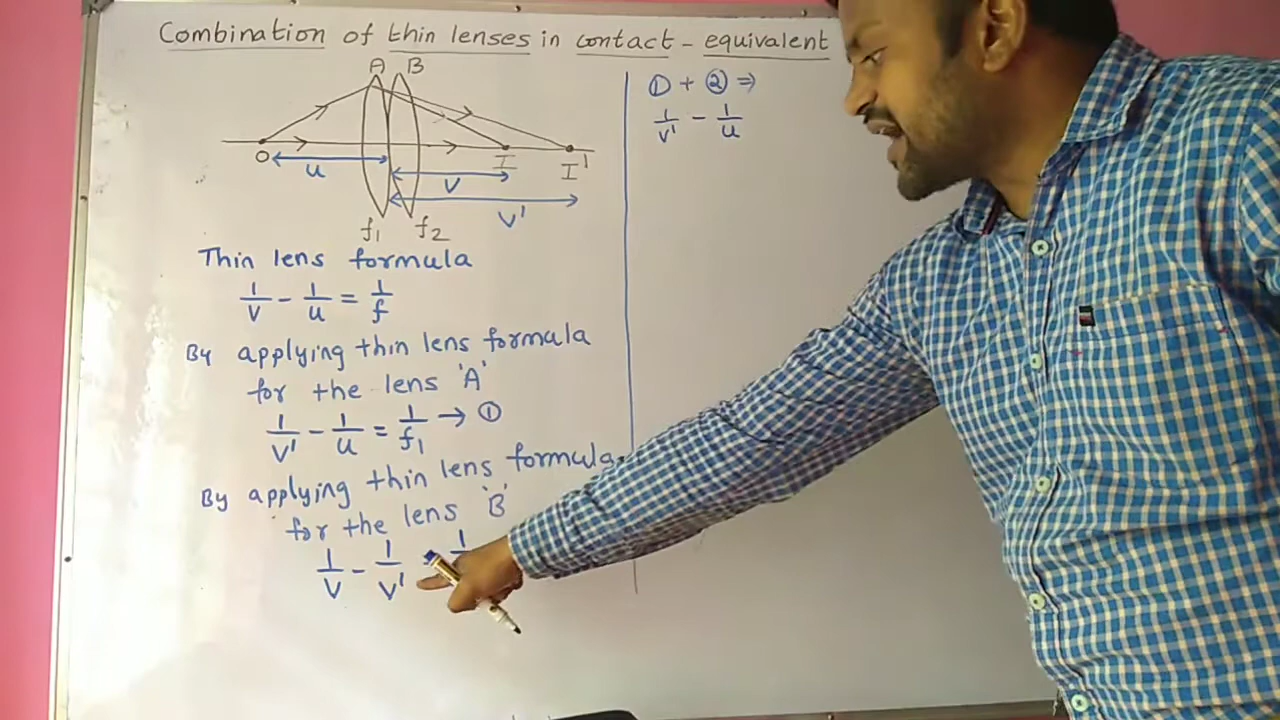 Combination of thin lenses in contact - equivalent
A B
O u I I'
v
v'
f₁ f₂
Thin lens formula
1/v - 1/u = 1/f
By applying thin lens formula
for the lens 'A'
1/v' - 1/u = 1/f₁ → ①
By applying thin lens formula
for the lens 'B'
1/v - 1/v' = 1
① + ② ⇒
1/v' - 1/u